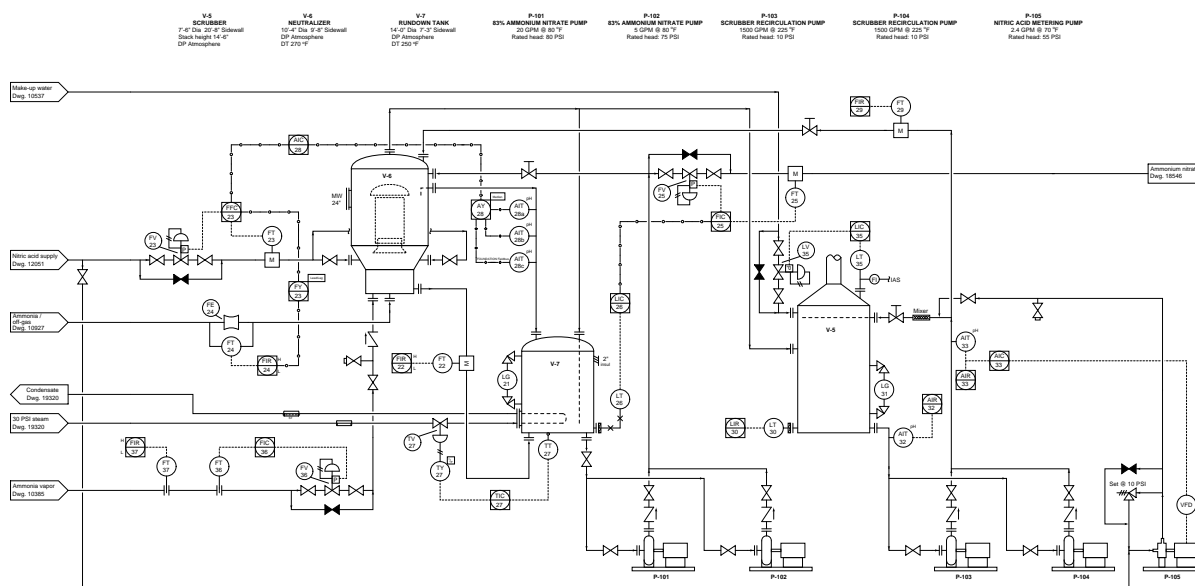 V-5
SCRUBBER
7'-6" Dia 20'-8" Sidewall
Stack height 14'-6"
DP Atmosphere
V-6
NEUTRALIZER
10'-4" Dia 9'-8" Sidewall
DP Atmosphere
DT 270 °F
V-7
RUNDOWN TANK
14'-0" Dia 7'-3" Sidewall
DP Atmosphere
DT 250 °F
P-101
83% AMMONIUM NITRATE PUMP
20 GPM @ 80 °F
Rated head: 80 PSI
P-102
83% AMMONIUM NITRATE PUMP
5 GPM @ 80 °F
Rated head: 75 PSI
P-103
SCRUBBER RECIRCULATION PUMP
1500 GPM @ 225 °F
Rated head: 10 PSI
P-104
SCRUBBER RECIRCULATION PUMP
1500 GPM @ 225 °F
Rated head: 10 PSI
P-105
NITRIC ACID METERING PUMP
2.4 GPM @ 70 °F
Rated head: 55 PSI
Make-up water
Dwg. 10537
FIR
29
FT
29
M
AIC
28
V-6
MW
24"
FFC
23
FV
23
P
FT
23
M
Nitric acid supply
Dwg. 12051
FY
23
AY
28
pH
AIT
28a
pH
AIT
28b
pH
AIT
28c
FV
25
P
FIC
25
M
FT
25
Ammonium nitrate
Dwg. 18546
LIC
35
LV
35
P
LT
35
FI
IAS
Ammonia /
off-gas
Dwg. 10927
FE
24
FT
24
FIR
24
H
L
FIR
22
H
L
FT
22
M
LIC
26
LT
26
V-7
2"
LG
21
V-5
Mixer
LG
31
pH
AIT
33
AIC
33
AIR
33
AIR
32
pH
AIT
32
LIR
30
LT
30
Condensate
Dwg. 19320
30 PSI steam
Dwg. 19320
H
L
FIR
37
FT
37
FIC
36
FT
36
FV
36
P
TV
27
TY
27
TT
27
TIC
27
Ammonia vapor
Dwg. 10385
Set @ 10 PSI
VFD
P-101
P-102
P-103
P-104
P-105